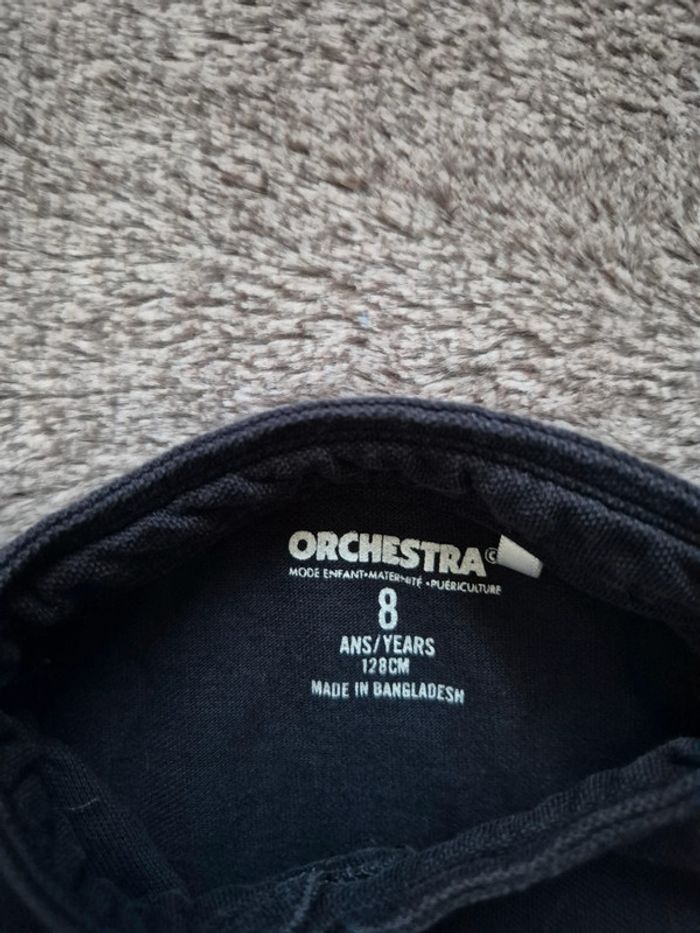 ORCHESTRA©
MODE ENFANT•MATERNITÉ •PUÉRICULTURE
8
ANS/YEARS
128CM
MADE IN BANGLADESH